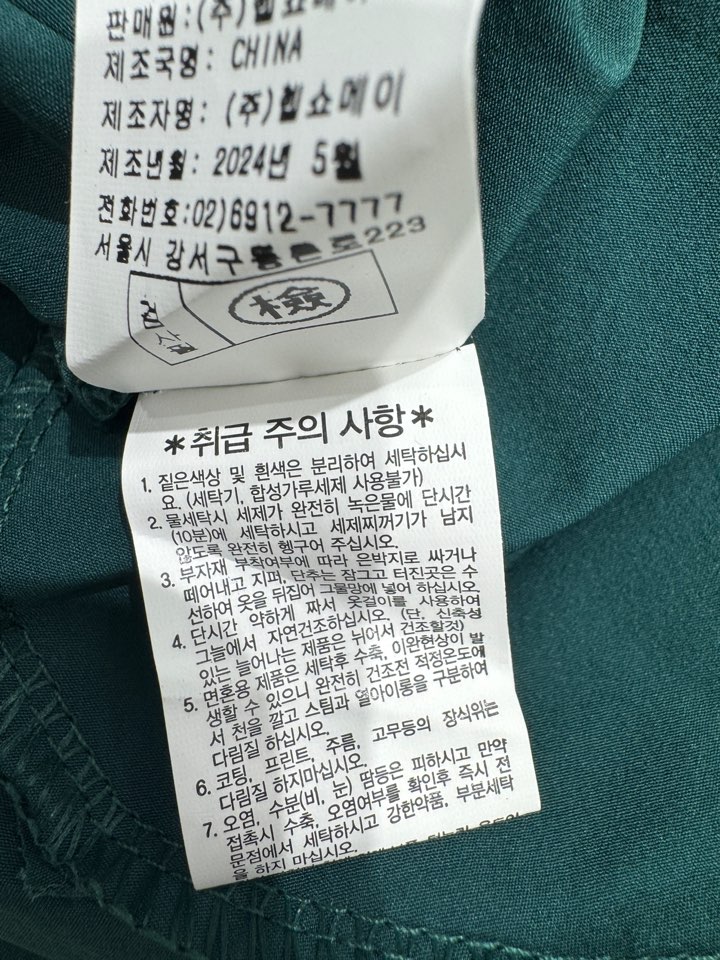 판매원:(주)헵쇼메이
제조국명: CHINA
제조자명: (주)헵쇼메이
제조년월: 2024년 5월
전화번호:02)6912-7777
서울시 강서구 223
검사필
檢
*취급 주의 사항*
1. 짙은색상 및 흰색은 분리하여 세탁하십시
요. (세탁기, 합성가루세제 사용불가)
2. 물세탁시 세제가 완전히 녹은물에 단시간
(10분)에 세탁하시고 세제찌꺼기가 남지
않도록 완전히 헹구어 주십시오.
3. 부자재 부착여부에 따라 은박지로 싸거나
떼어내고 지퍼, 단추는 잠그고 터진곳은 수
선하여 옷을 뒤집어 그물망에 넣어 하십시오.
4. 단시간 약하게 짜서 옷걸이를 사용하여
그늘에서 자연건조하십시오. (단, 신축성
있는 늘어나는 제품은 뉘어서 건조할것)
5. 면혼용 제품은 세탁후 수축, 이완현상이 발
생할 수 있으니 완전히 건조전 적정온도에
서 천을 깔고 스팀과 열아이롱을 구분하여
다림질 하십시오.
6. 코팅, 프린트, 주름, 고무등의 장식위는
다림질 하지마십시오.
7. 오염, 수분(비, 눈) 땀등은 피하시고 만약
접촉시 수축, 오염여부를 확인후 즉시 전
문점에서 세탁하시고 강한약품, 부분세탁
을 하지 마십시오.